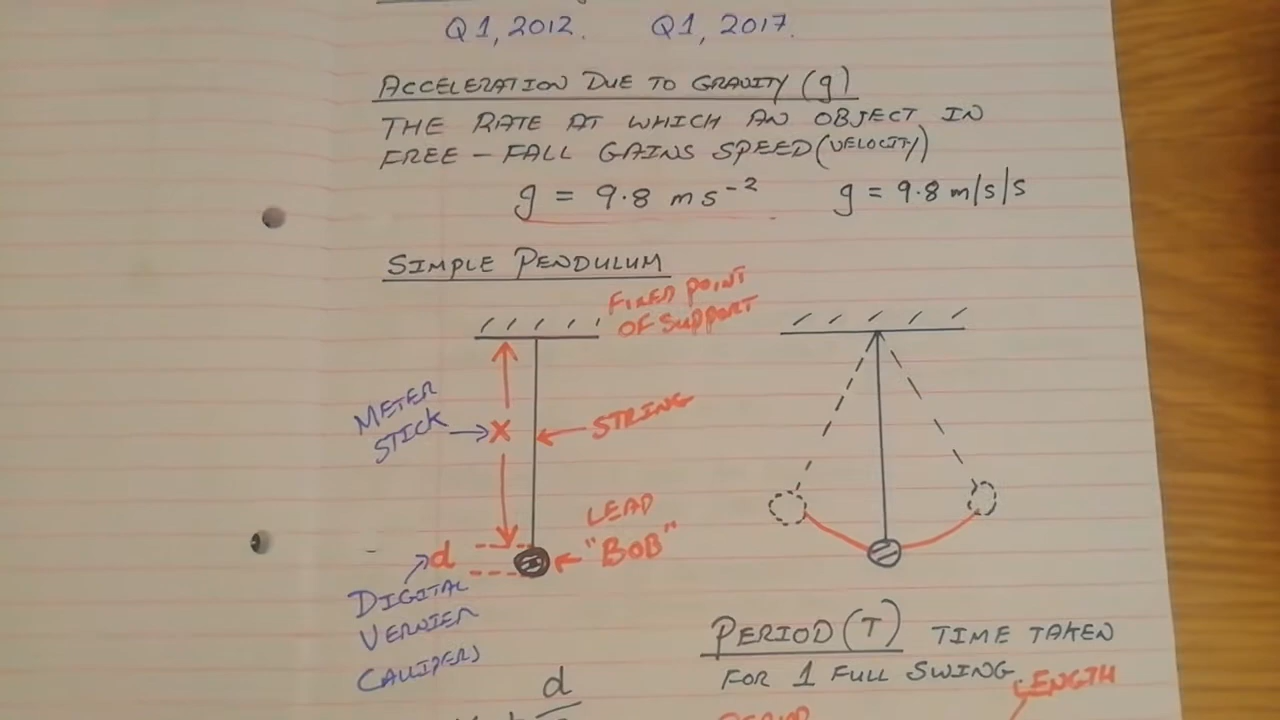 Q1, 2012.    Q1, 2017.
ACCELERATION DUE TO GRAVITY (g)
THE RATE AT WHICH AN OBJECT IN
FREE - FALL GAINS SPEED (VELOCITY)
g = 9.8 ms⁻²    g = 9.8 m/s/s
SIMPLE PENDULUM
FIXED POINT
OF SUPPORT
METER
STICK
X
STRING
LEAD
"BOB"
d
DIGITAL
VERNIER
CALLIPERS
PERIOD (T) TIME TAKEN
FOR 1 FULL SWING.
LENGTH
d
PERIOD